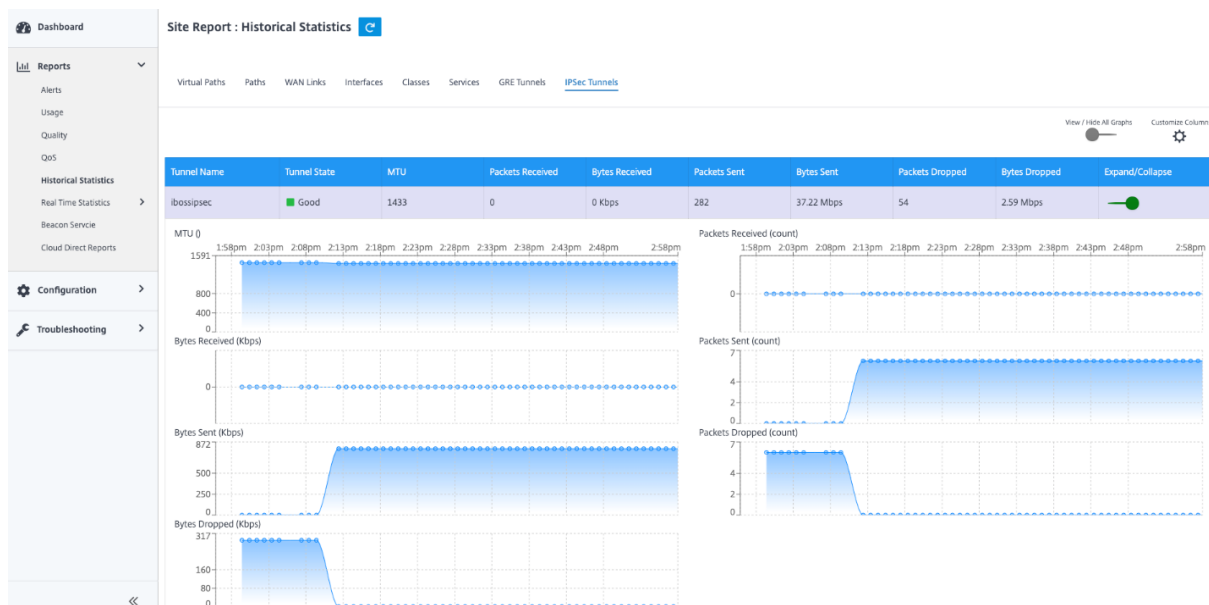 Dashboard
Site Report : Historical Statistics
Reports
Alerts
Usage
Quality
QoS
Historical Statistics
Real Time Statistics
Beacon Servcie
Cloud Direct Reports
Configuration
Troubleshooting
Virtual Paths Paths WAN Links Interfaces Classes Services GRE Tunnels IPSec Tunnels
View / Hide All Graphs Customize Column
Tunnel Name Tunnel State MTU Packets Received Bytes Received Packets Sent Bytes Sent Packets Dropped Bytes Dropped Expand/Collapse
ibossipsec Good 1433 0 0 Kbps 282 37.22 Mbps 54 2.59 Mbps
MTU ()
1:58pm 2:03pm 2:08pm 2:13pm 2:18pm 2:23pm 2:28pm 2:33pm 2:38pm 2:43pm 2:48pm 2:58pm
1591
800
400
0
Packets Received (count)
1:58pm 2:03pm 2:08pm 2:13pm 2:18pm 2:23pm 2:28pm 2:33pm 2:38pm 2:43pm 2:48pm 2:58pm
0
Bytes Received (Kbps)
0
Packets Sent (count)
7
4
2
0
Bytes Sent (Kbps)
872
500
250
0
Packets Dropped (count)
7
4
2
0
Bytes Dropped (Kbps)
317
160
80
0